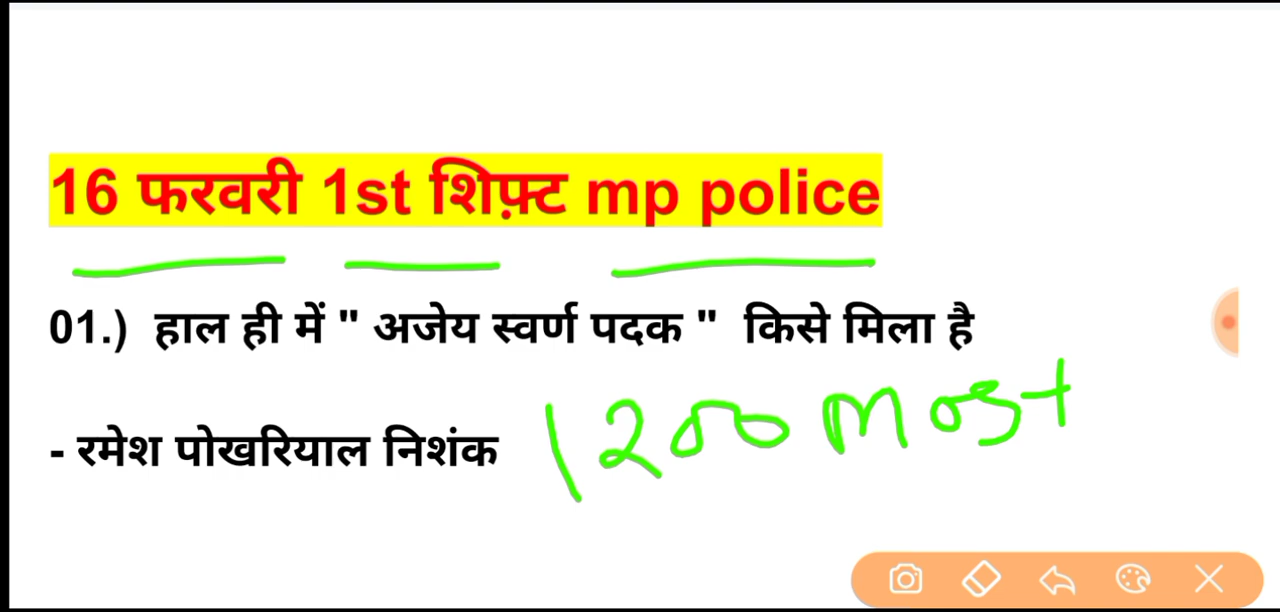 16 फरवरी 1st शिफ़्ट mp police
01.) हाल ही में " अजेय स्वर्ण पदक " किसे मिला है
- रमेश पोखरियाल निशंक
1200 most